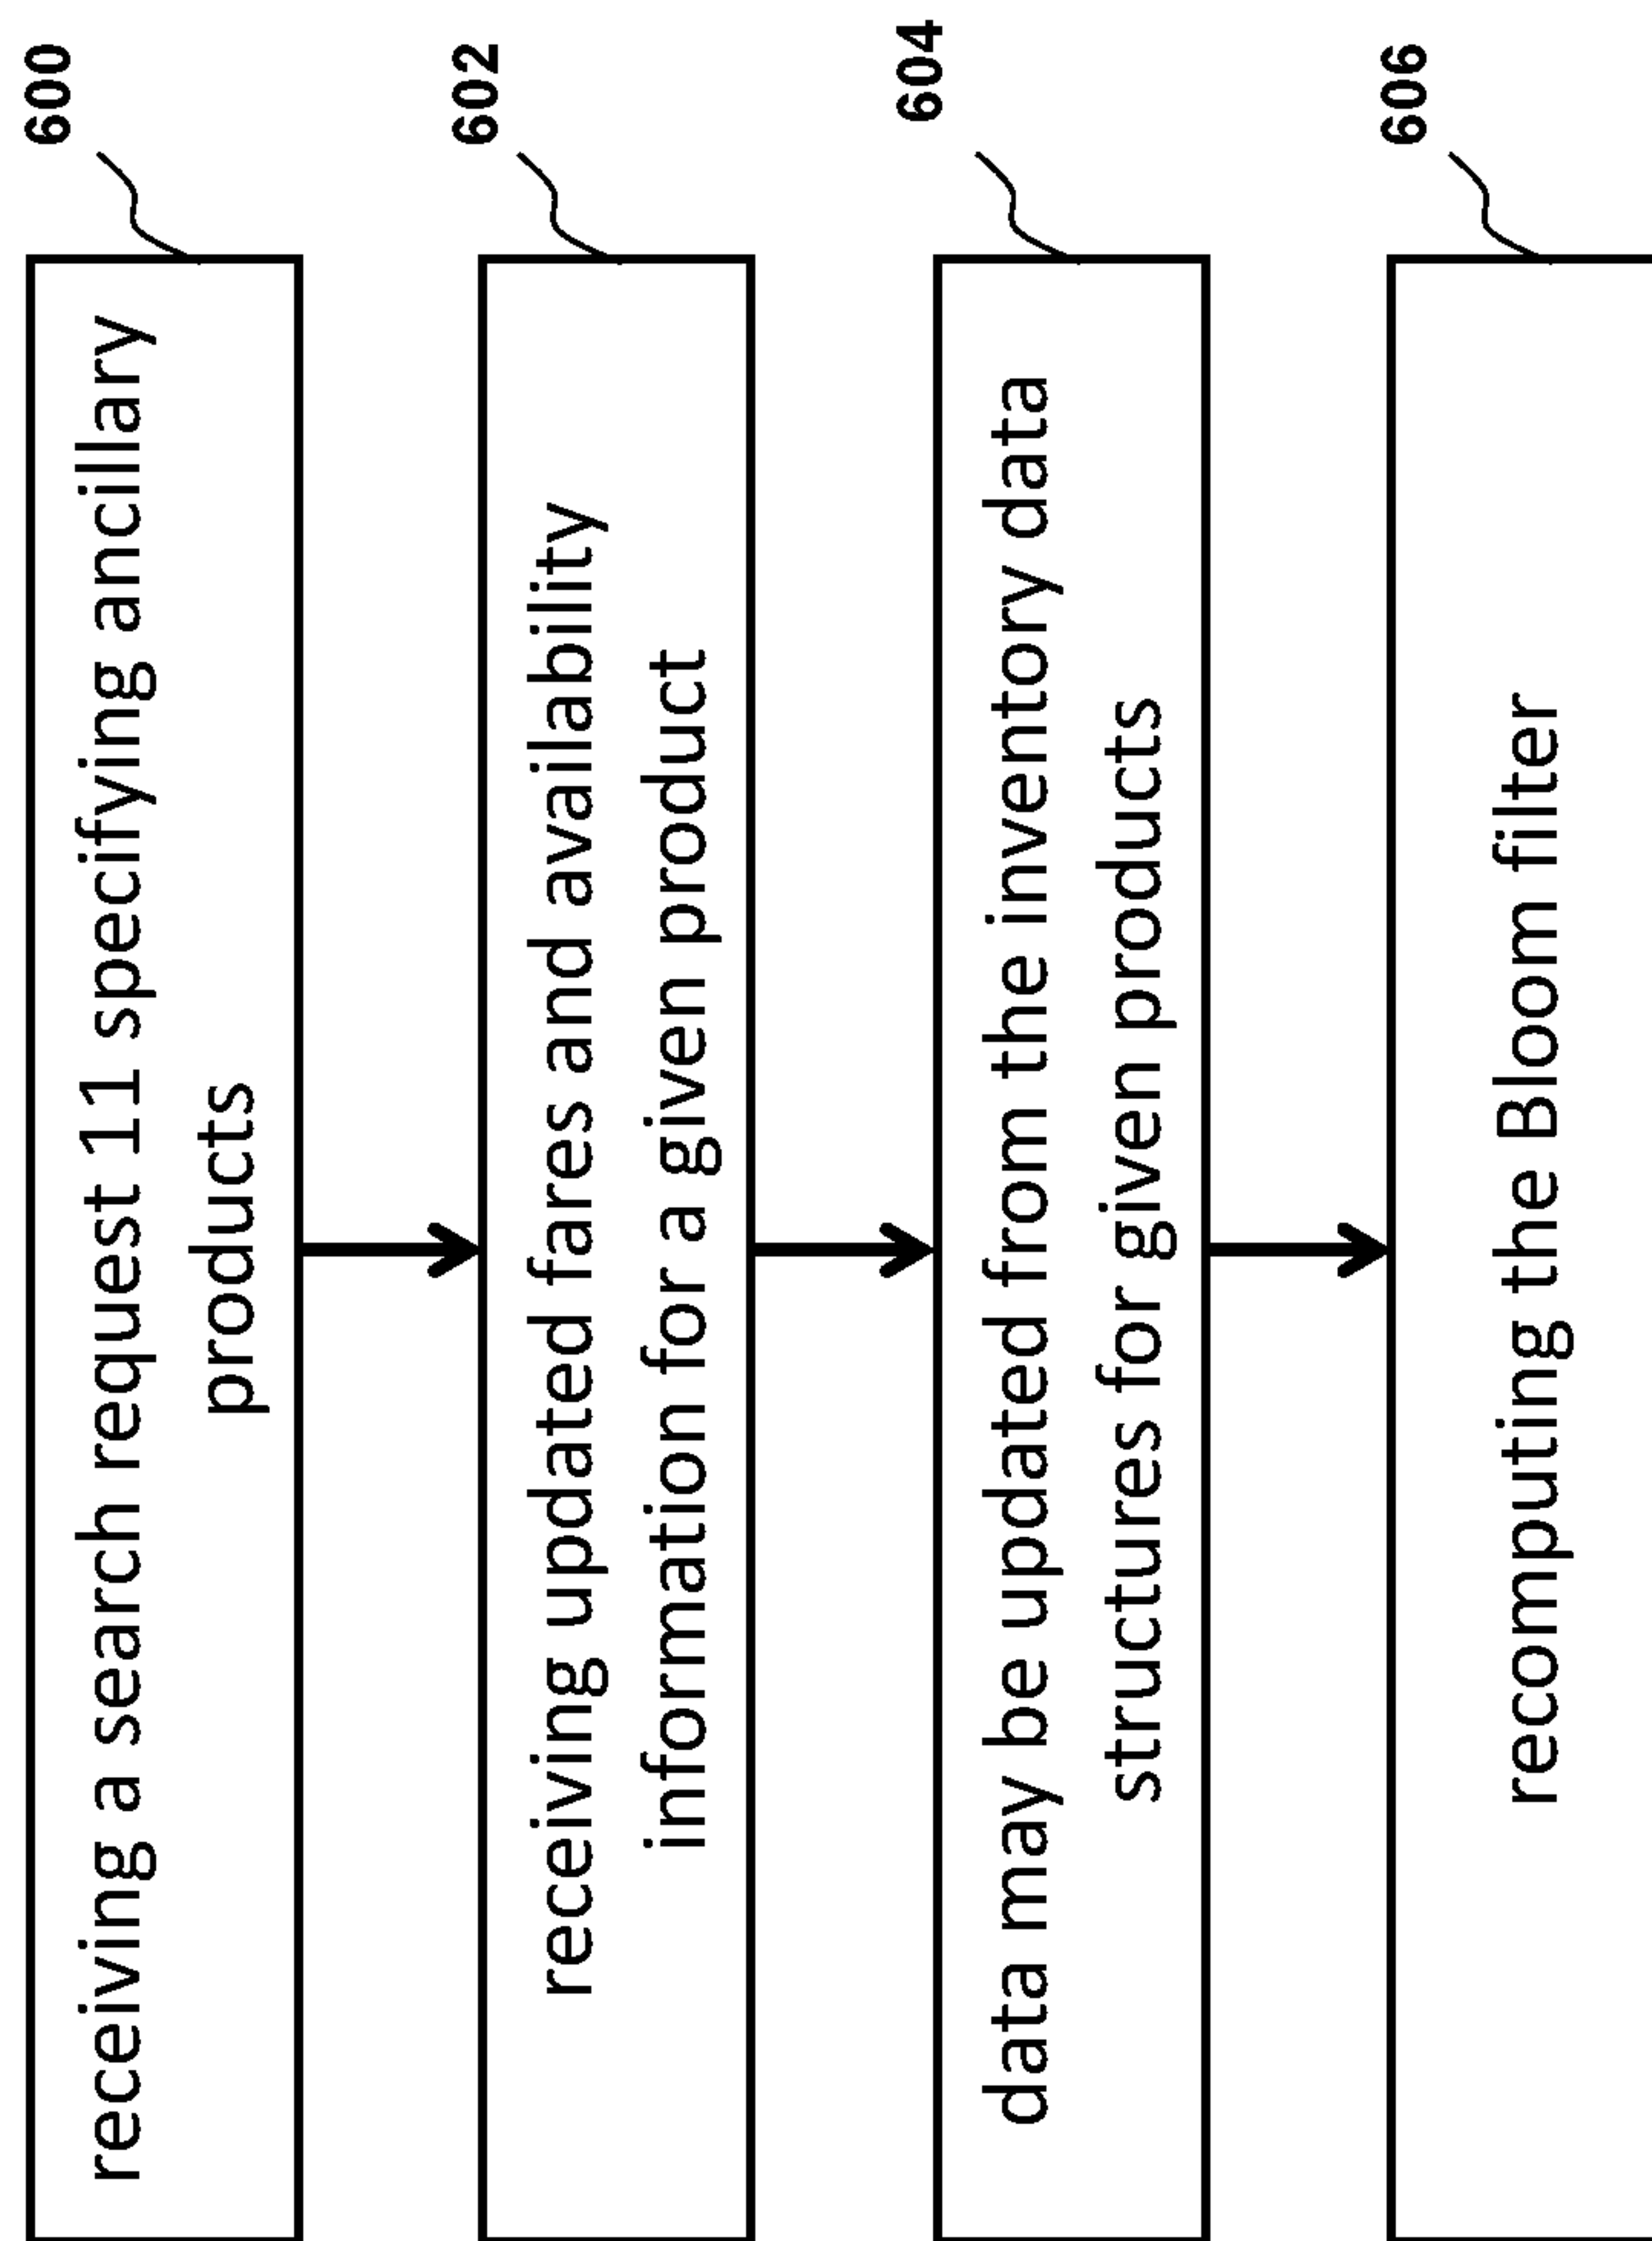 600
receiving a search request 11 specifying ancillary
products
602
receiving updated fares and availability
information for a given product
604
data may be updated from the inventory data
structures for given products
606
recomputing the Bloom filter